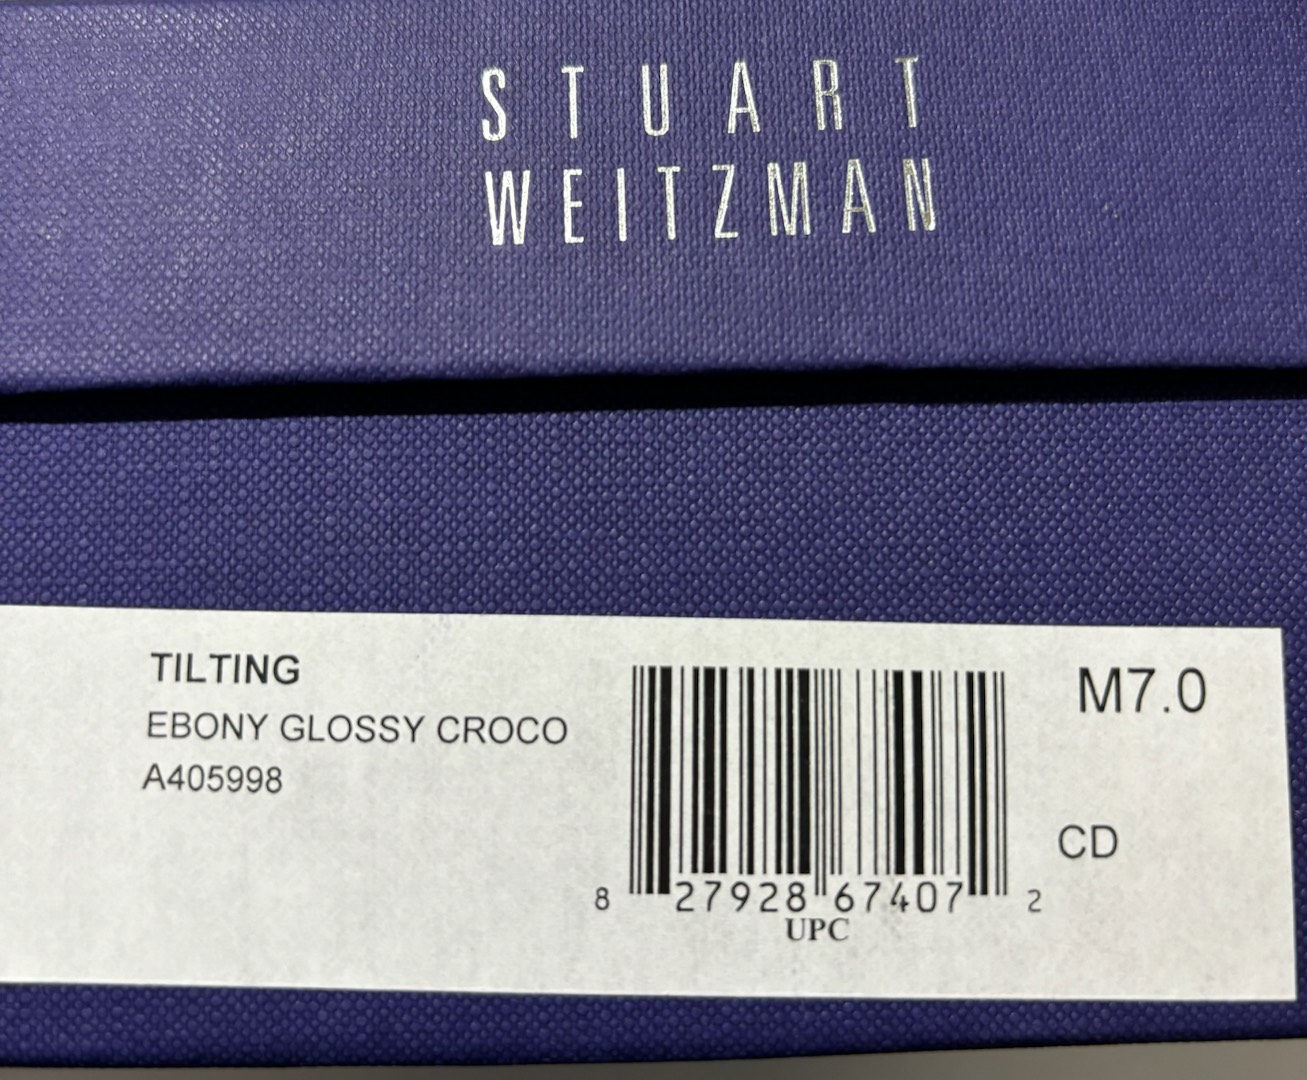 STUART
WEITZMAN
TILTING
EBONY GLOSSY CROCO
A405998
M7.0
CD
8 27928 67407 2
UPC